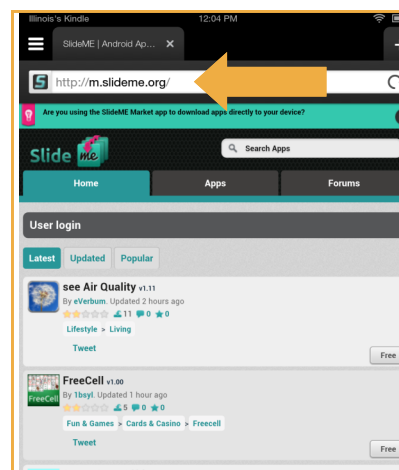 Illinois's Kindle 12:04 PM
SlideME | Android Ap... ×
http://m.slideme.org/
Are you using the SlideME Market app to download apps directly to your device?
Slide me Search Apps
Home Apps Forums
User login
Latest Updated Popular
see Air Quality v1.11
By eVerbum. Updated 2 hours ago
11 0 0
Lifestyle > Living
Tweet
Free
FreeCell v1.00
By 1bsyl. Updated 1 hour ago
FreeCell
5 0 0
Fun & Games > Cards & Casino > Freecell
Tweet
Free